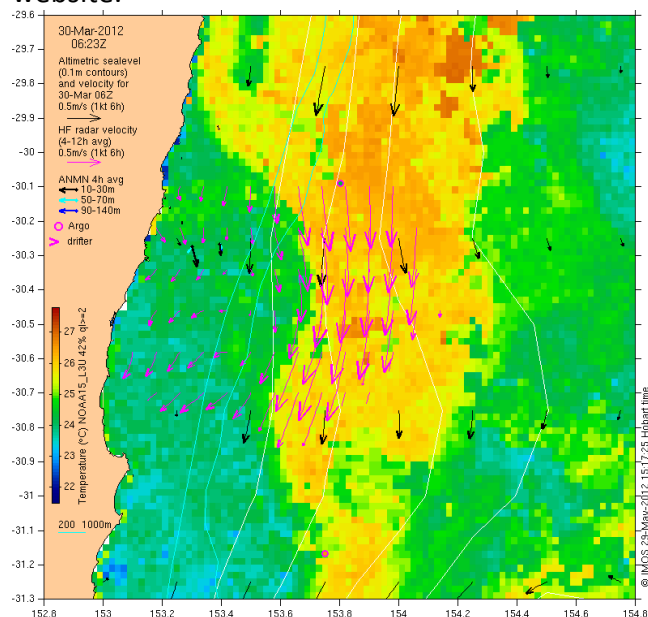 website.
30-Mar-2012
06:23Z
Altimetric sealevel
(0.1m contours)
and velocity for
30-Mar 06Z
0.5m/s (1kt 6h)
HF radar velocity
(4-12h avg)
0.5m/s (1kt 6h)
ANMN 4h avg
10-30m
50-70m
90-140m
Argo
drifter
27
26
25
24
23
22
Temperature (°C) NOAA15_L3U 42% ql>=2
200 1000m
-29.6
-29.7
-29.8
-29.9
-30
-30.1
-30.2
-30.3
-30.4
-30.5
-30.6
-30.7
-30.8
-30.9
-31
-31.1
-31.2
-31.3
152.8 153 153.2 153.4 153.6 153.8 154 154.2 154.4 154.6 154.8
© IMOS 29-May-2012 15:17:25 Hobart time